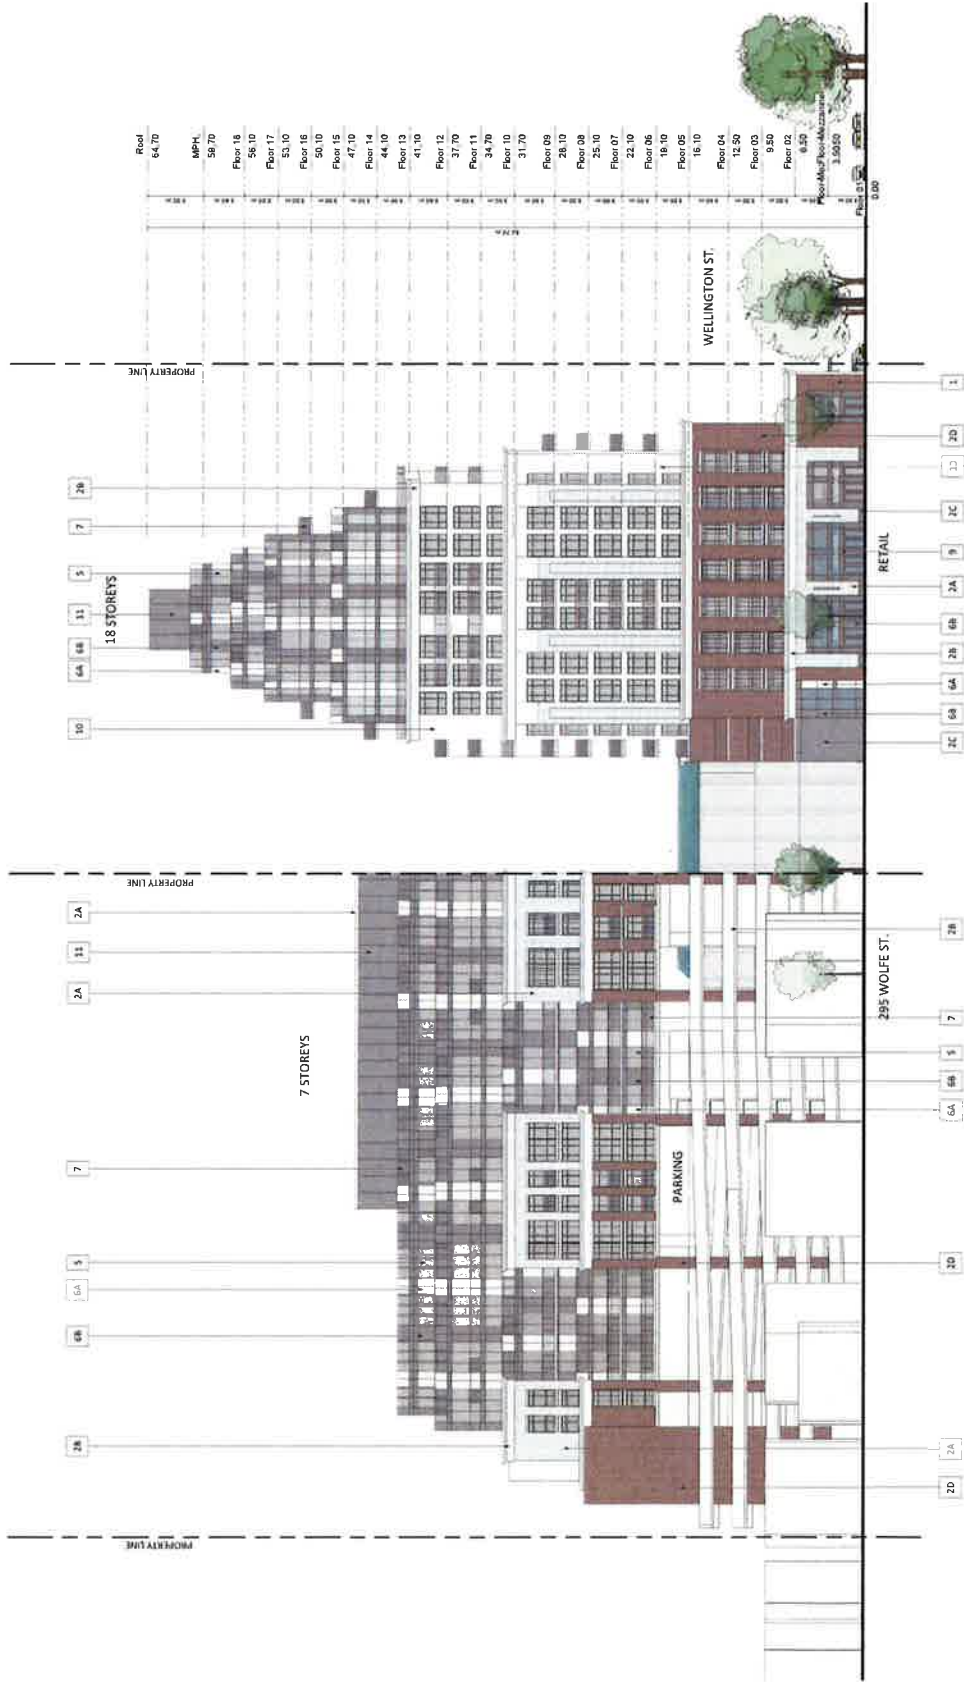 2B
6B
6A
5
7
2A
11
2A
10
6A
6B
11
5
7
2B
18 STOREYS
7 STOREYS
PROPERTY LINE
PROPERTY LINE
PROPERTY LINE
Roof
64,70
MPH,
59,70
Floor 18
56,10
Floor 17
53,10
Floor 16
50,10
Floor 15
47,10
Floor 14
44,10
Floor 13
41,10
Floor 12
37,70
Floor 11
34,70
Floor 10
31,70
Floor 09
28,10
Floor 08
25,10
Floor 07
22,10
Floor 06
19,10
Floor 05
16,10
Floor 04
12,50
Floor 03
9,50
Floor 02
6,50
Floor 01
0.00
WELLINGTON ST.
PARKING
295 WOLFE ST.
RETAIL
2D
2A
2D
6A
6B
5
7
2B
2C
6B
6A
2B
6B
2A
9
2C
2D
1